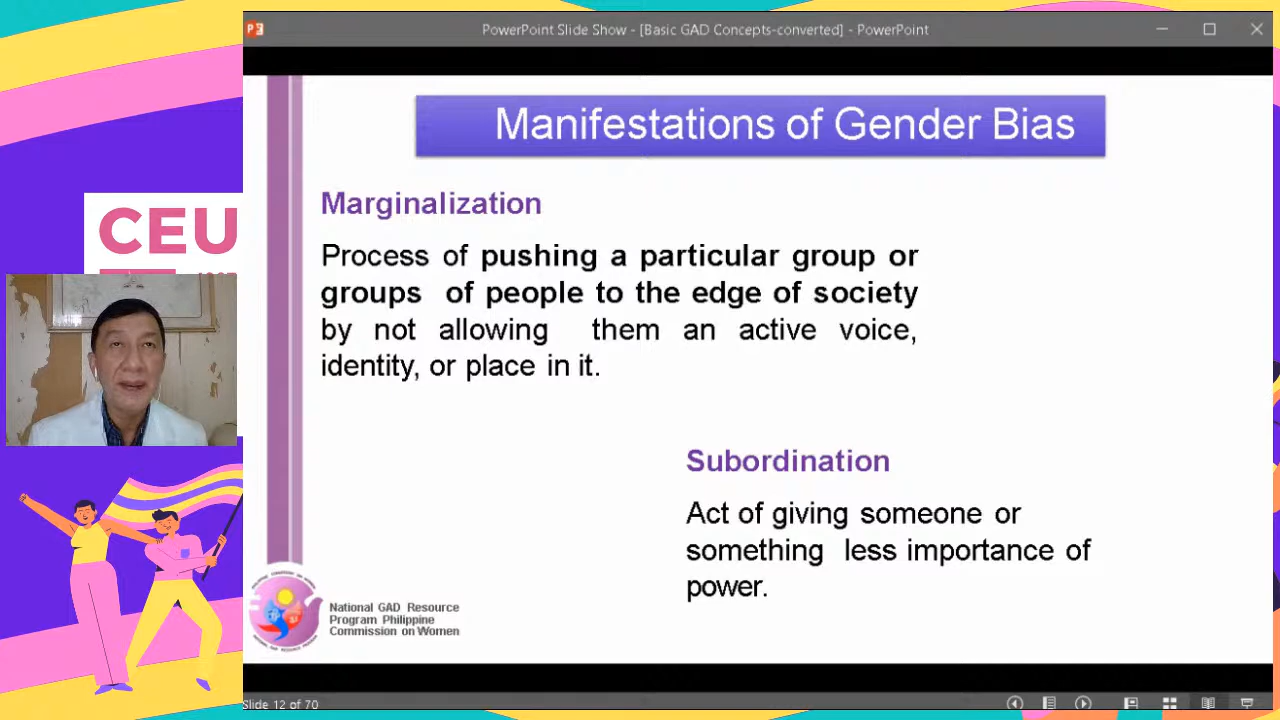 PowerPoint Slide Show - [Basic GAD Concepts-converted] - PowerPoint
Manifestations of Gender Bias
CEU
Marginalization
Process of pushing a particular group or
groups of people to the edge of society
by not allowing them an active voice,
identity, or place in it.
Subordination
Act of giving someone or
something less importance of
power.
National GAD Resource
Program Philippine
Commission on Women
Slide 12 of 70